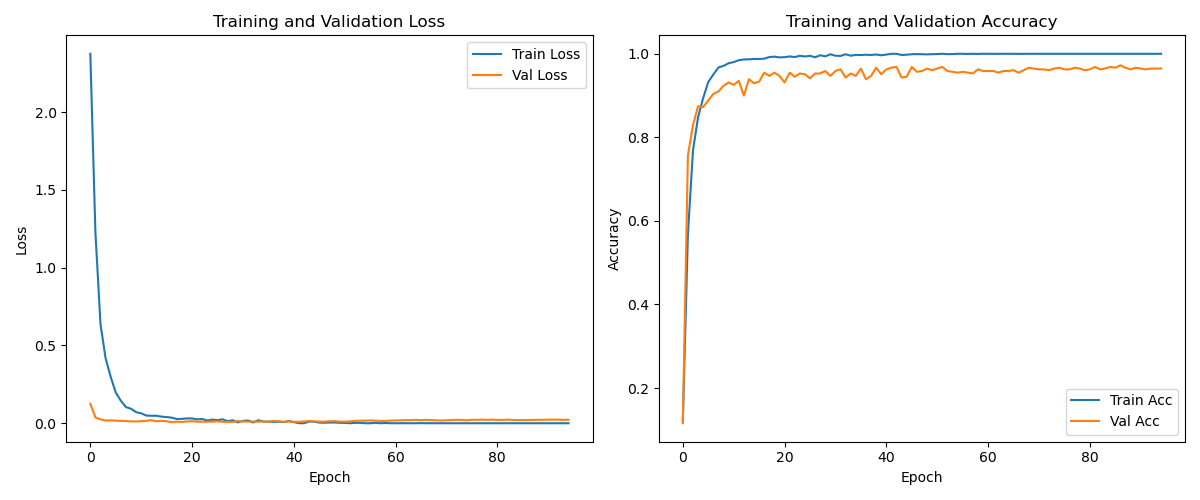 Training and Validation Loss
Train Loss
Val Loss
2.0
1.5
1.0
0.5
0.0
0
20
40
60
80
Loss
Epoch
Training and Validation Accuracy
1.0
0.8
0.6
0.4
0.2
0
20
40
60
80
Accuracy
Epoch
Train Acc
Val Acc